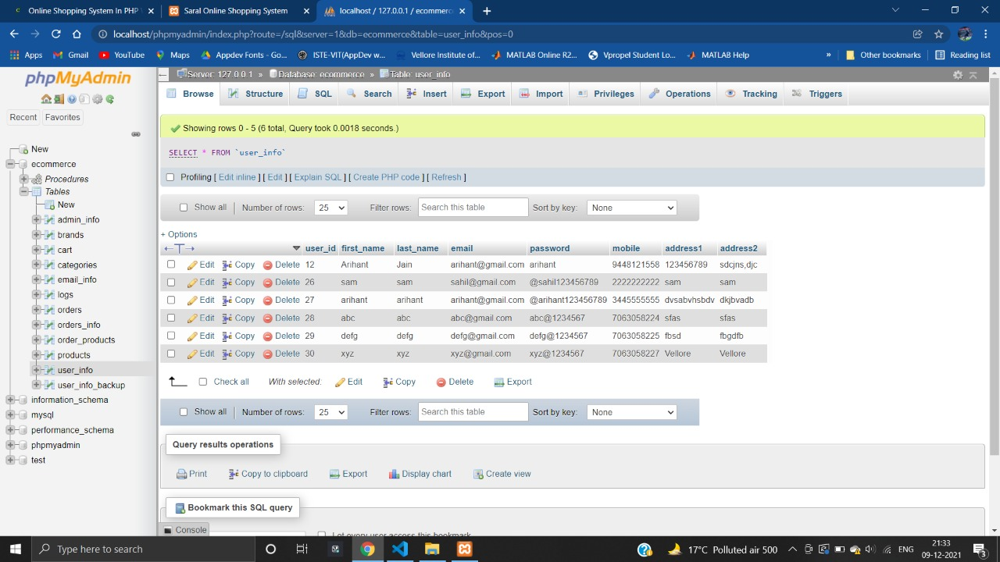 Online Shopping System In PHP
Saral Online Shopping System
localhost / 127.0.0.1 / ecommerc
localhost/phpmyadmin/index.php?route=/sql&server=1&db=ecommerce&table=user_info&pos=0
Apps Gmail YouTube Maps Appdev Fonts - Go... ISTE-VIT(AppDev w... Vellore Institute of... MATLAB Online R2... Vpropel Student Lo... MATLAB Help » Other bookmarks Reading list
phpMyAdmin
Recent Favorites
New
ecommerce
Procedures
Tables
New
admin_info
brands
cart
categories
email_info
logs
orders
orders_info
order_products
products
user_info
user_info_backup
information_schema
mysql
performance_schema
phpmyadmin
test
Server: 127.0.0.1 » Database: ecommerce » Table: user_info
Browse Structure SQL Search Insert Export Import Privileges Operations Tracking Triggers
Showing rows 0 - 5 (6 total, Query took 0.0018 seconds.)
SELECT * FROM `user_info`
Profiling [ Edit inline ] [ Edit ] [ Explain SQL ] [ Create PHP code ] [ Refresh ]
Show all | Number of rows: 25 Filter rows: Search this table Sort by key: None
+ Options
←T→ user_id first_name last_name email password mobile address1 address2
Edit Copy Delete 12 Arihant Jain arihant@gmail.com arihant 9448121558 123456789 sdcjns,djc
Edit Copy Delete 26 sam sam sahil@gmail.com @sahil123456789 2222222222 sam sam
Edit Copy Delete 27 arihant arihant arihant@gmail.com @arihant123456789 3445555555 dvsabvhsbdv dkjbvadb
Edit Copy Delete 28 abc abc abc@gmail.com abc@1234567 7063058224 sfas sfas
Edit Copy Delete 29 defg defg defg@gmail.com defg@1234567 7063058225 fbsd fbgdfb
Edit Copy Delete 30 xyz xyz xyz@gmail.com xyz@1234567 7063058227 Vellore Vellore
Check all With selected: Edit Copy Delete Export
Show all | Number of rows: 25 Filter rows: Search this table Sort by key: None
Query results operations
Print Copy to clipboard Export Display chart Create view
Bookmark this SQL query
Console
Let every user access this bookmark
Type here to search
17°C Polluted air 500
ENG
21:33
09-12-2021
3